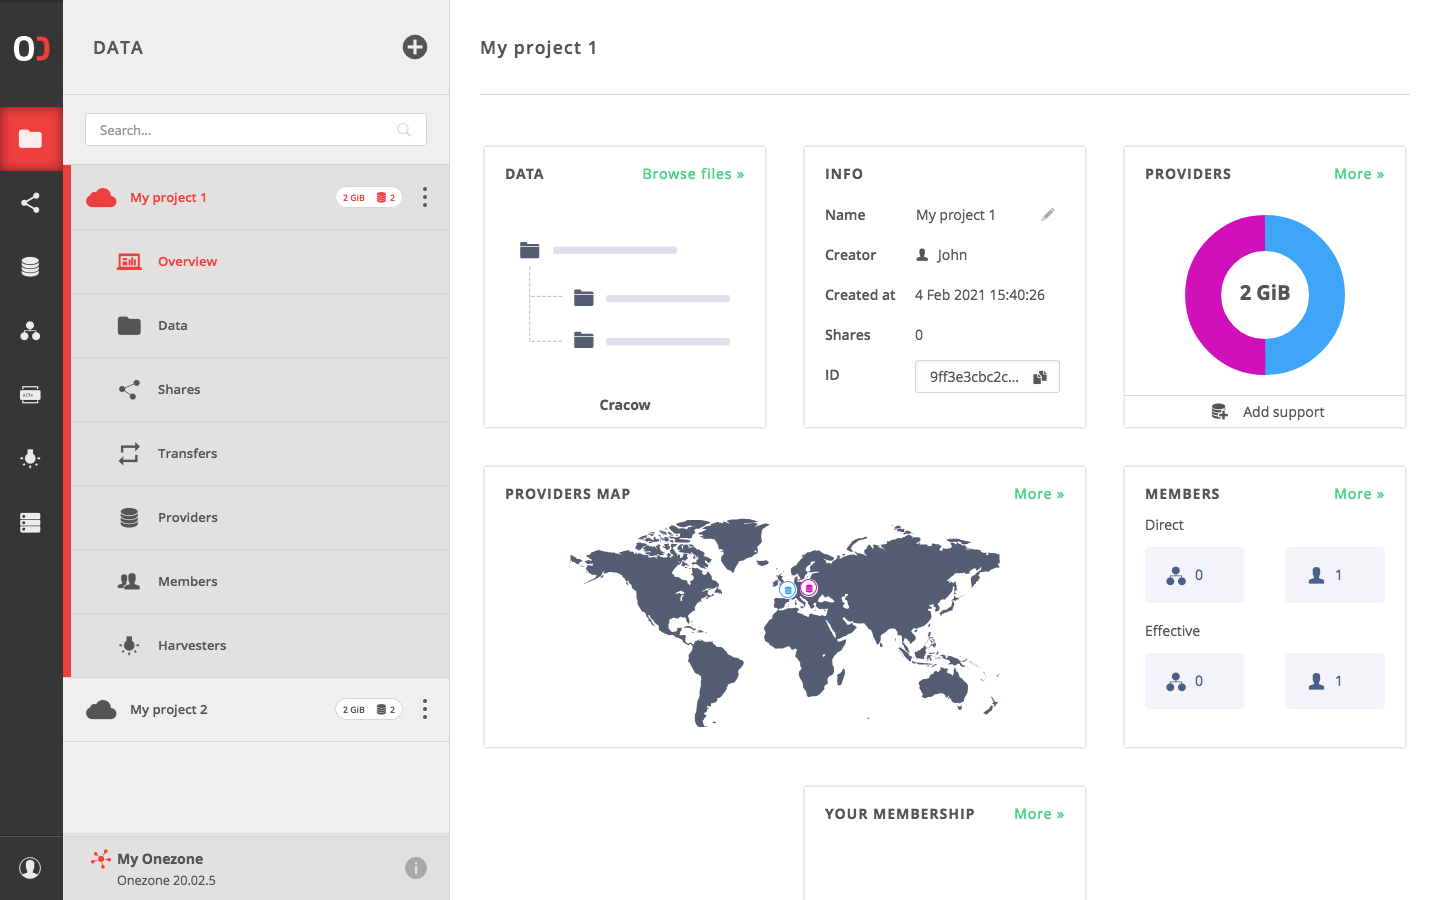 DATA
Search...
My project 1
2 GiB 2
Overview
Data
Shares
Transfers
Providers
Members
Harvesters
My project 2
2 GiB 2
My Onezone
Onezone 20.02.5
My project 1
DATA
Browse files »
Cracow
INFO
Name My project 1
Creator John
Created at 4 Feb 2021 15:40:26
Shares 0
ID 9ff3e3cbc2c...
PROVIDERS
More »
2 GiB
Add support
PROVIDERS MAP
More »
MEMBERS
More »
Direct
0 1
Effective
0 1
YOUR MEMBERSHIP
More »